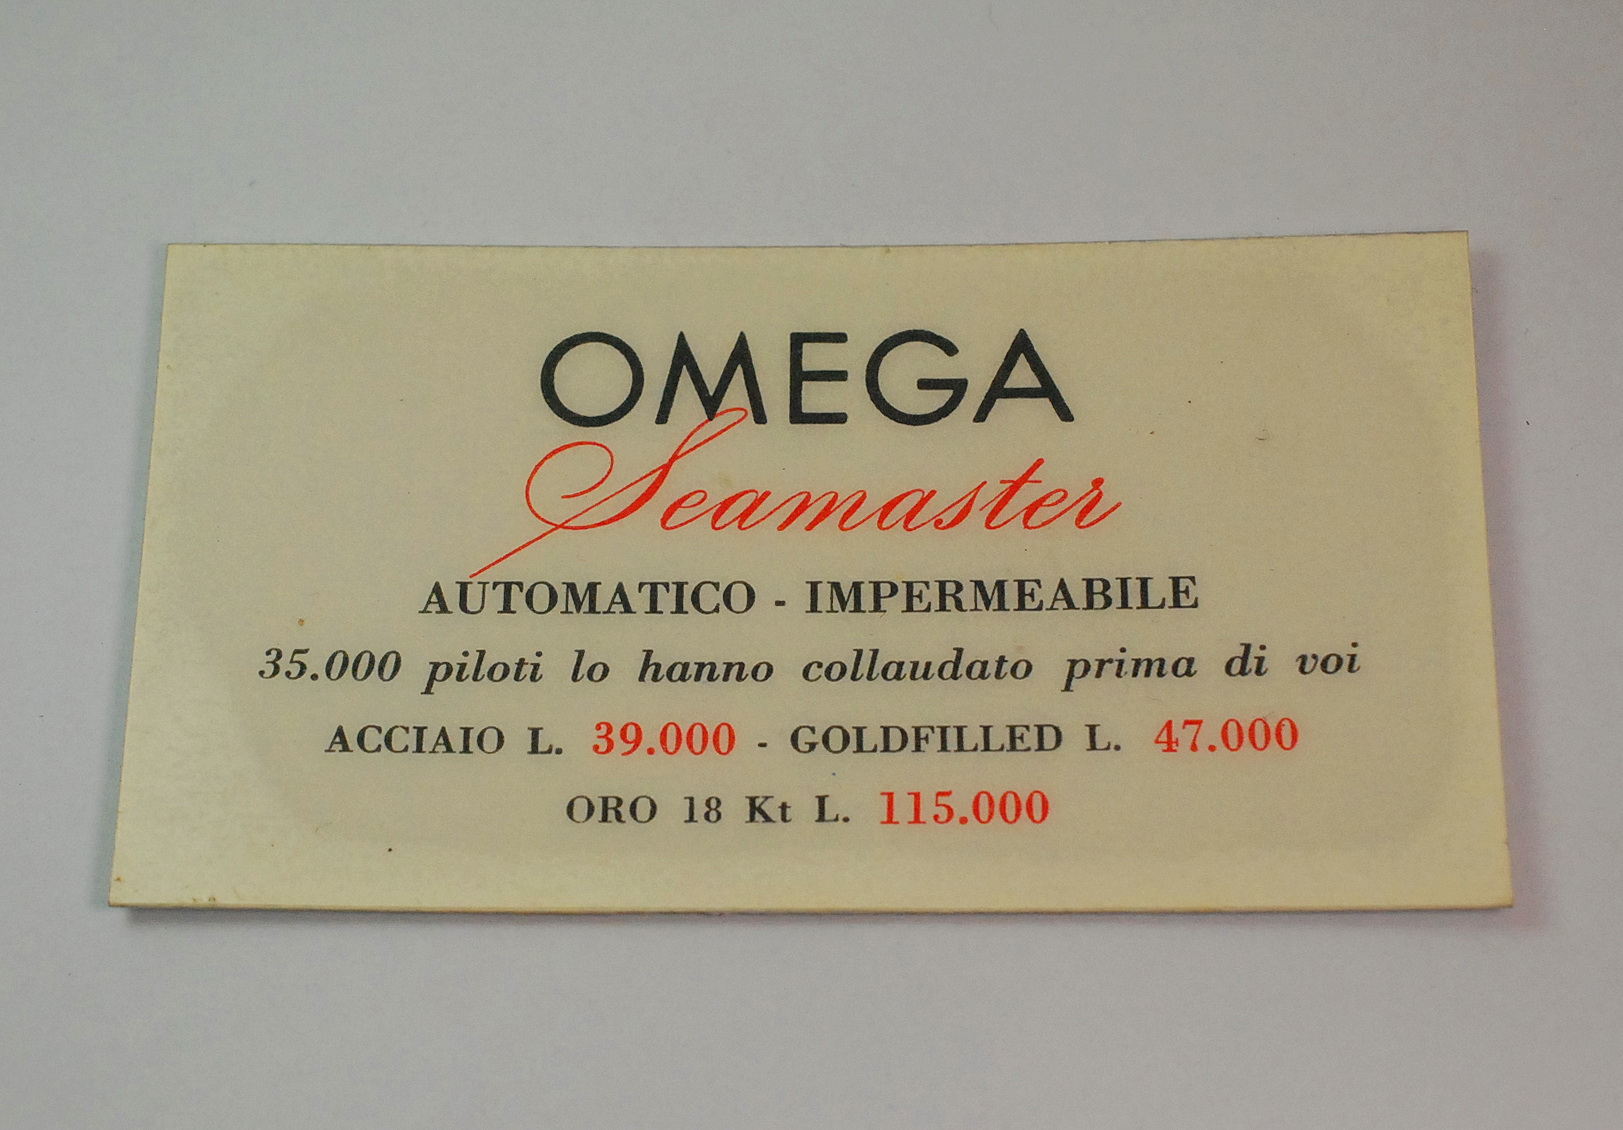 OMEGA
Seamaster
AUTOMATICO - IMPERMEABILE
35.000 piloti lo hanno collaudato prima di voi
ACCIAIO L. 39.000 - GOLDFILLED L. 47.000
ORO 18 Kt L. 115.000